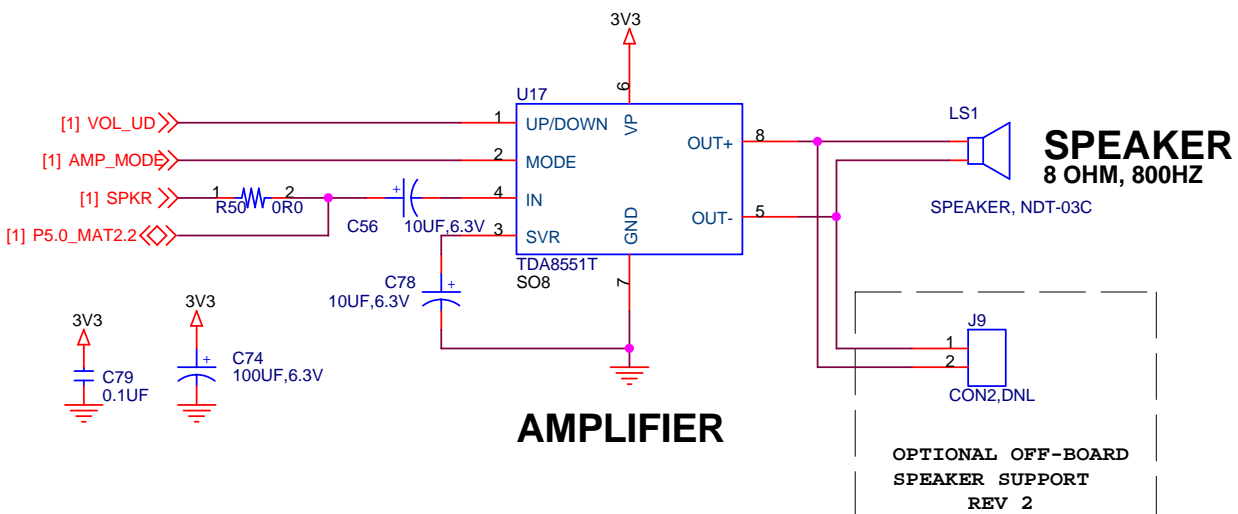 3V3
U17
[1] VOL_UD
1
UP/DOWN
VP
6
[1] AMP_MODE
2
MODE
OUT+
8
LS1
SPEAKER
8 OHM, 800HZ
SPEAKER, NDT-03C
[1] SPKR
1
2
R50
0R0
C56
+
10UF,6.3V
4
IN
OUT-
5
[1] P5.0_MAT2.2
3
SVR
GND
7
TDA8551T
SO8
C78
+
10UF,6.3V
3V3
C79
0.1UF
3V3
+
C74
100UF,6.3V
J9
1
2
CON2,DNL
AMPLIFIER
OPTIONAL OFF-BOARD
SPEAKER SUPPORT
REV 2